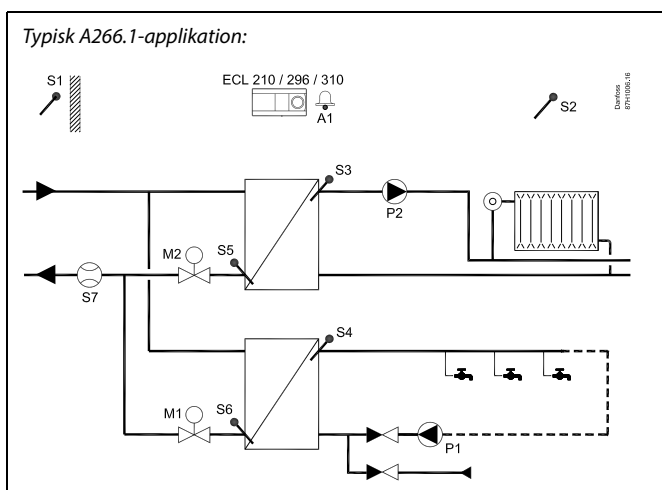 Typisk A266.1-applikation:
S1
ECL 210 / 296 / 310
A1
S2
Danfoss
87H1006.16
S3
P2
M2
S5
S7
S4
M1
S6
P1